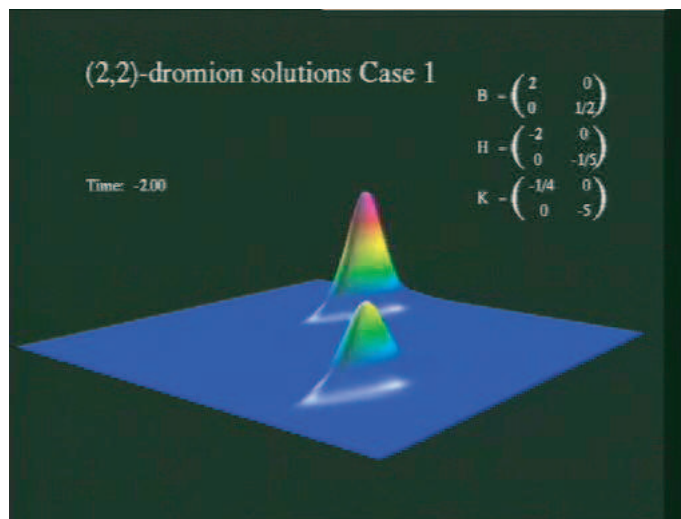 (2,2)-dromion solutions Case 1
B = (2 0
0 1/2)
H = (-2 0
0 -1/5)
K = (-1/4 0
0 -5)
Time: -2.00